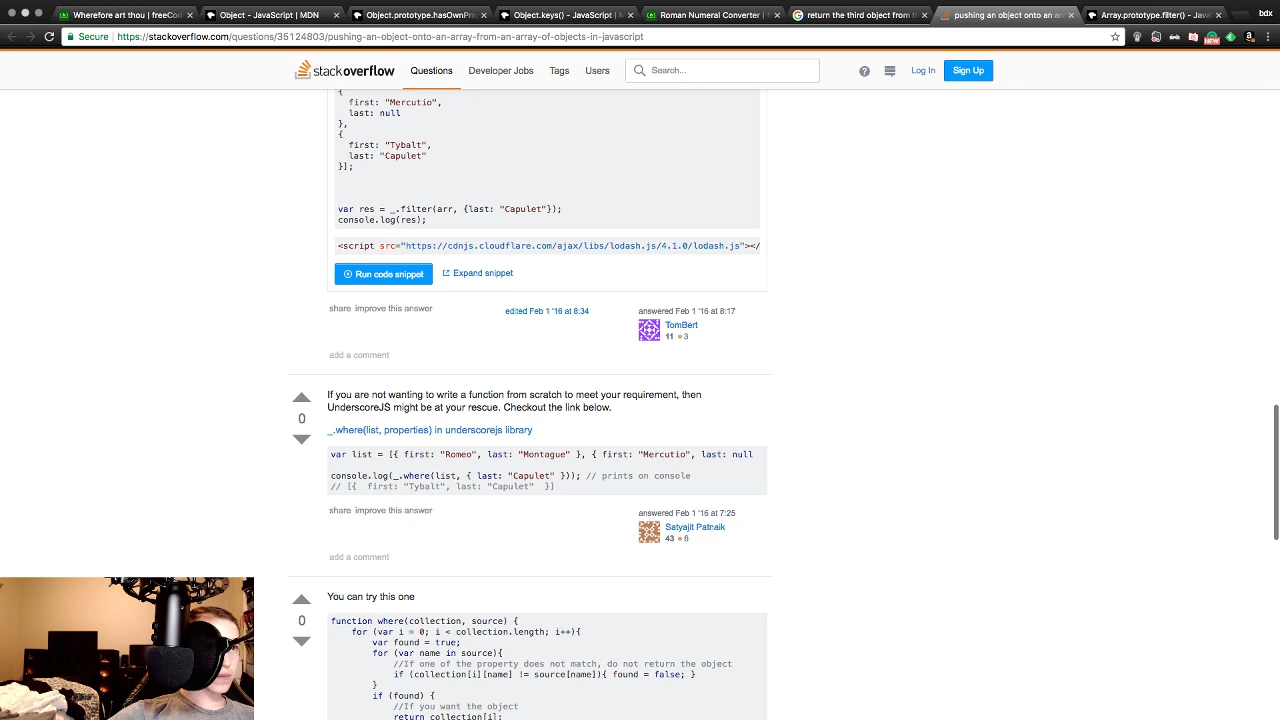 Wherefore art thou | freeCod
Object - JavaScript | MDN
Object.prototype.hasOwnPro
Object.keys() - JavaScript | M
Roman Numeral Converter | f
return the third object from t
pushing an object onto an arr
Array.prototype.filter() - Jav
bdx
Secure
https://stackoverflow.com/questions/35124803/pushing-an-object-onto-an-array-from-an-array-of-objects-in-javascript
stackoverflow Questions Developer Jobs Tags Users Search... Log In Sign Up
{
first: "Mercutio",
last: null
},
{
first: "Tybalt",
last: "Capulet"
}];
var res = _.filter(arr, {last: "Capulet"});
console.log(res);
<script src="https://cdnjs.cloudflare.com/ajax/libs/lodash.js/4.1.0/lodash.js"></
Run code snippet Expand snippet
share improve this answer
edited Feb 1 '16 at 8:34
answered Feb 1 '16 at 8:17
TomBert
11 ● 3
add a comment
0
If you are not wanting to write a function from scratch to meet your requirement, then
UnderscoreJS might be at your rescue. Checkout the link below.
_.where(list, properties) in underscorejs library
var list = [{ first: "Romeo", last: "Montague" }, { first: "Mercutio", last: null
console.log(_.where(list, { last: "Capulet" })); // prints on console
// [{ first: "Tybalt", last: "Capulet" }]
share improve this answer
answered Feb 1 '16 at 7:25
Satyajit Patnaik
43 ● 6
add a comment
0
You can try this one
function where(collection, source) {
for (var i = 0; i < collection.length; i++){
var found = true;
for (var name in source){
//If one of the property does not match, do not return the object
if (collection[i][name] != source[name]){ found = false; }
}
if (found) {
//If you want the object
return collection[i];